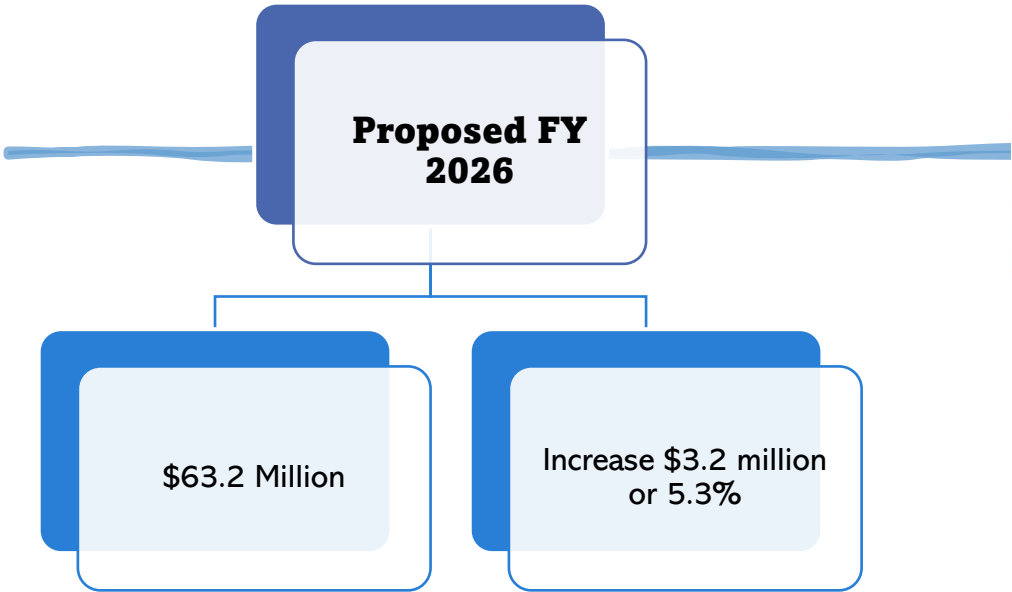 Proposed FY
2026
$63.2 Million
Increase $3.2 million
or 5.3%